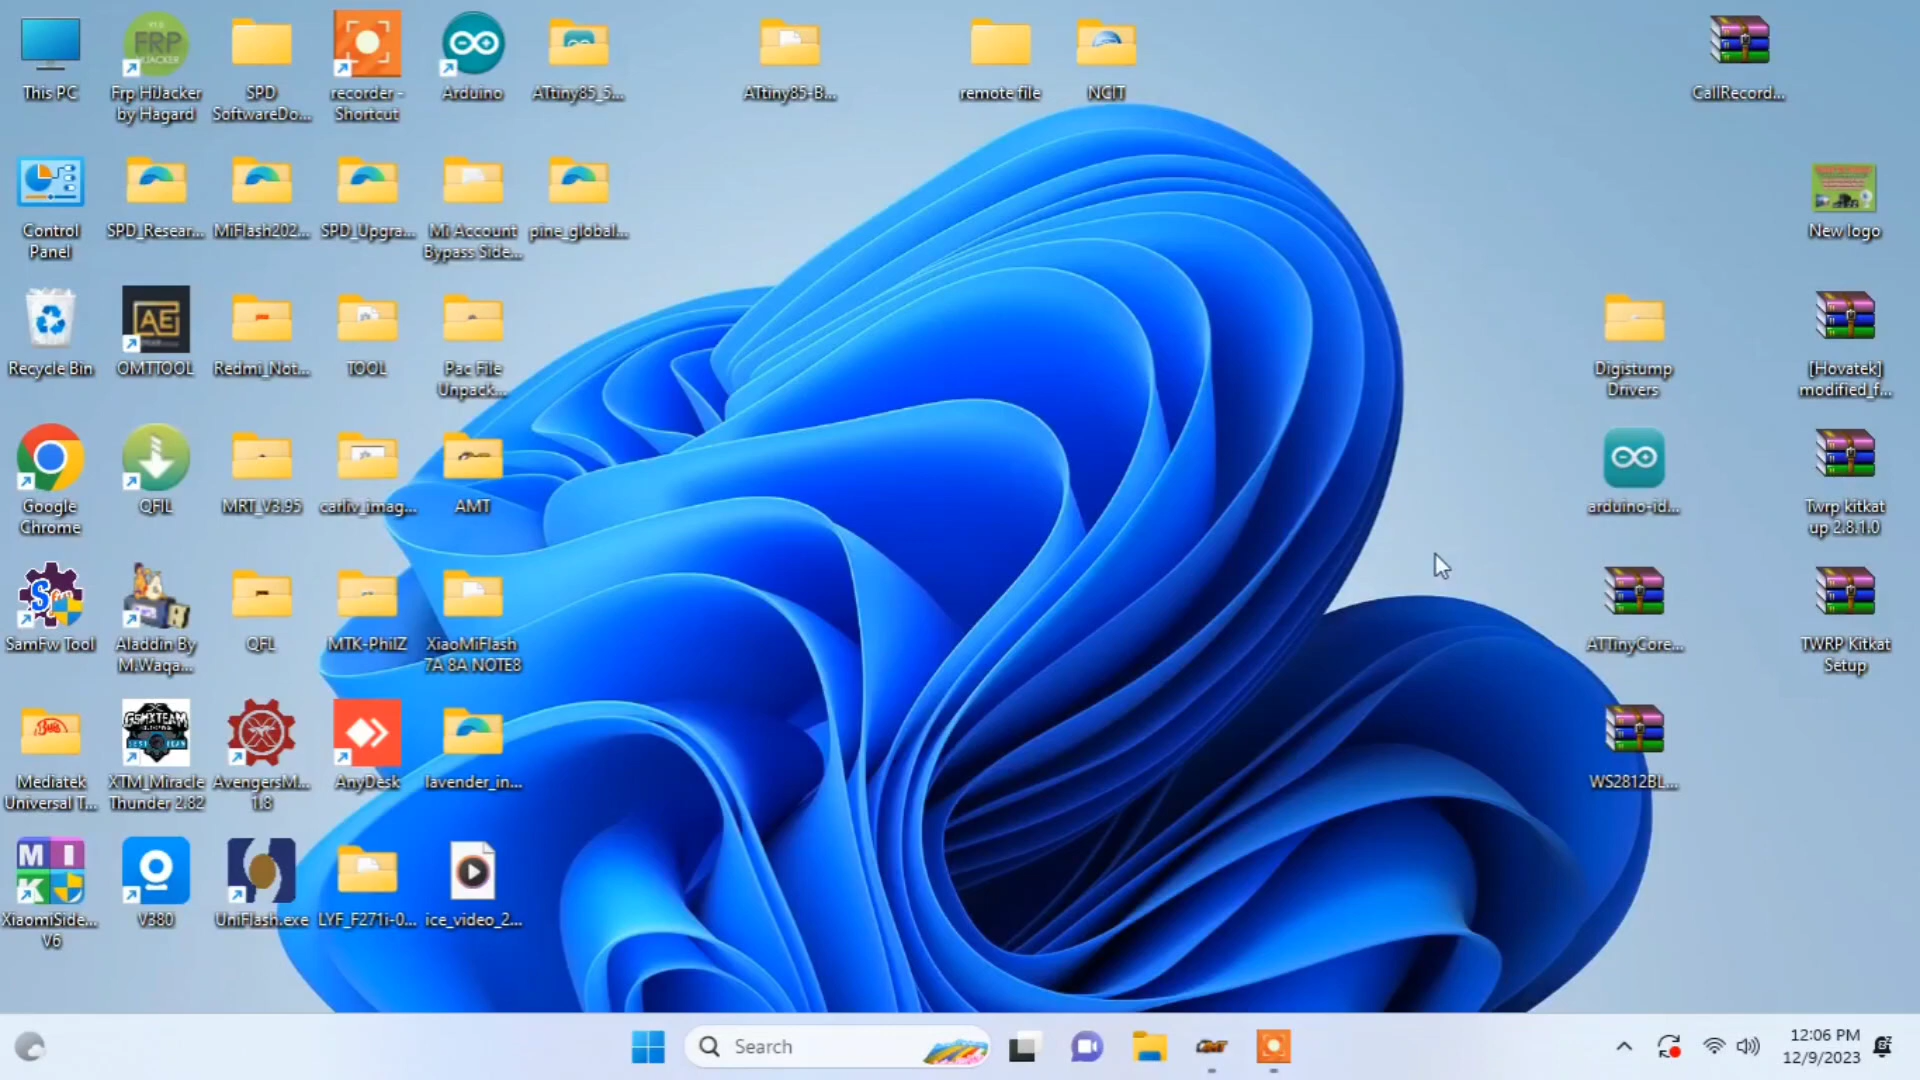 This PC
Frp HiJacker
by Hagard
SPD
SoftwareDo...
recorder -
Shortcut
Arduino
ATtiny85_5...
ATtiny85-B...
remote file
NCIT
CallRecord...
Control
Panel
SPD_Resear...
MiFlash202...
SPD_Upgra...
Mi Account
Bypass Side...
pine_global...
New logo
Recycle Bin
OMTTOOL
Redmi_Not...
TOOL
Pac File
Unpack...
Digistump
Drivers
[Hovatek]
modified_f...
Google
Chrome
QFIL
MRT_V3.95
carliv_imag...
AMT
arduino-id...
Twrp kitkat
up 2.8.1.0
SamFw Tool
Aladdin By
M.Waqa...
QFL
MTK-PhilZ
XiaoMiFlash
7A 8A NOTE8
ATTinyCore...
TWRP Kitkat
Setup
Mediatek
Universal T...
XTM_Miracle
Thunder 2.82
AvengersM...
1.8
AnyDesk
lavender_in...
WS2812BL...
XiaomiSide...
V6
V380
UniFlash.exe
LYF_F271i-0...
ice_video_2...
Search
12:06 PM
12/9/2023